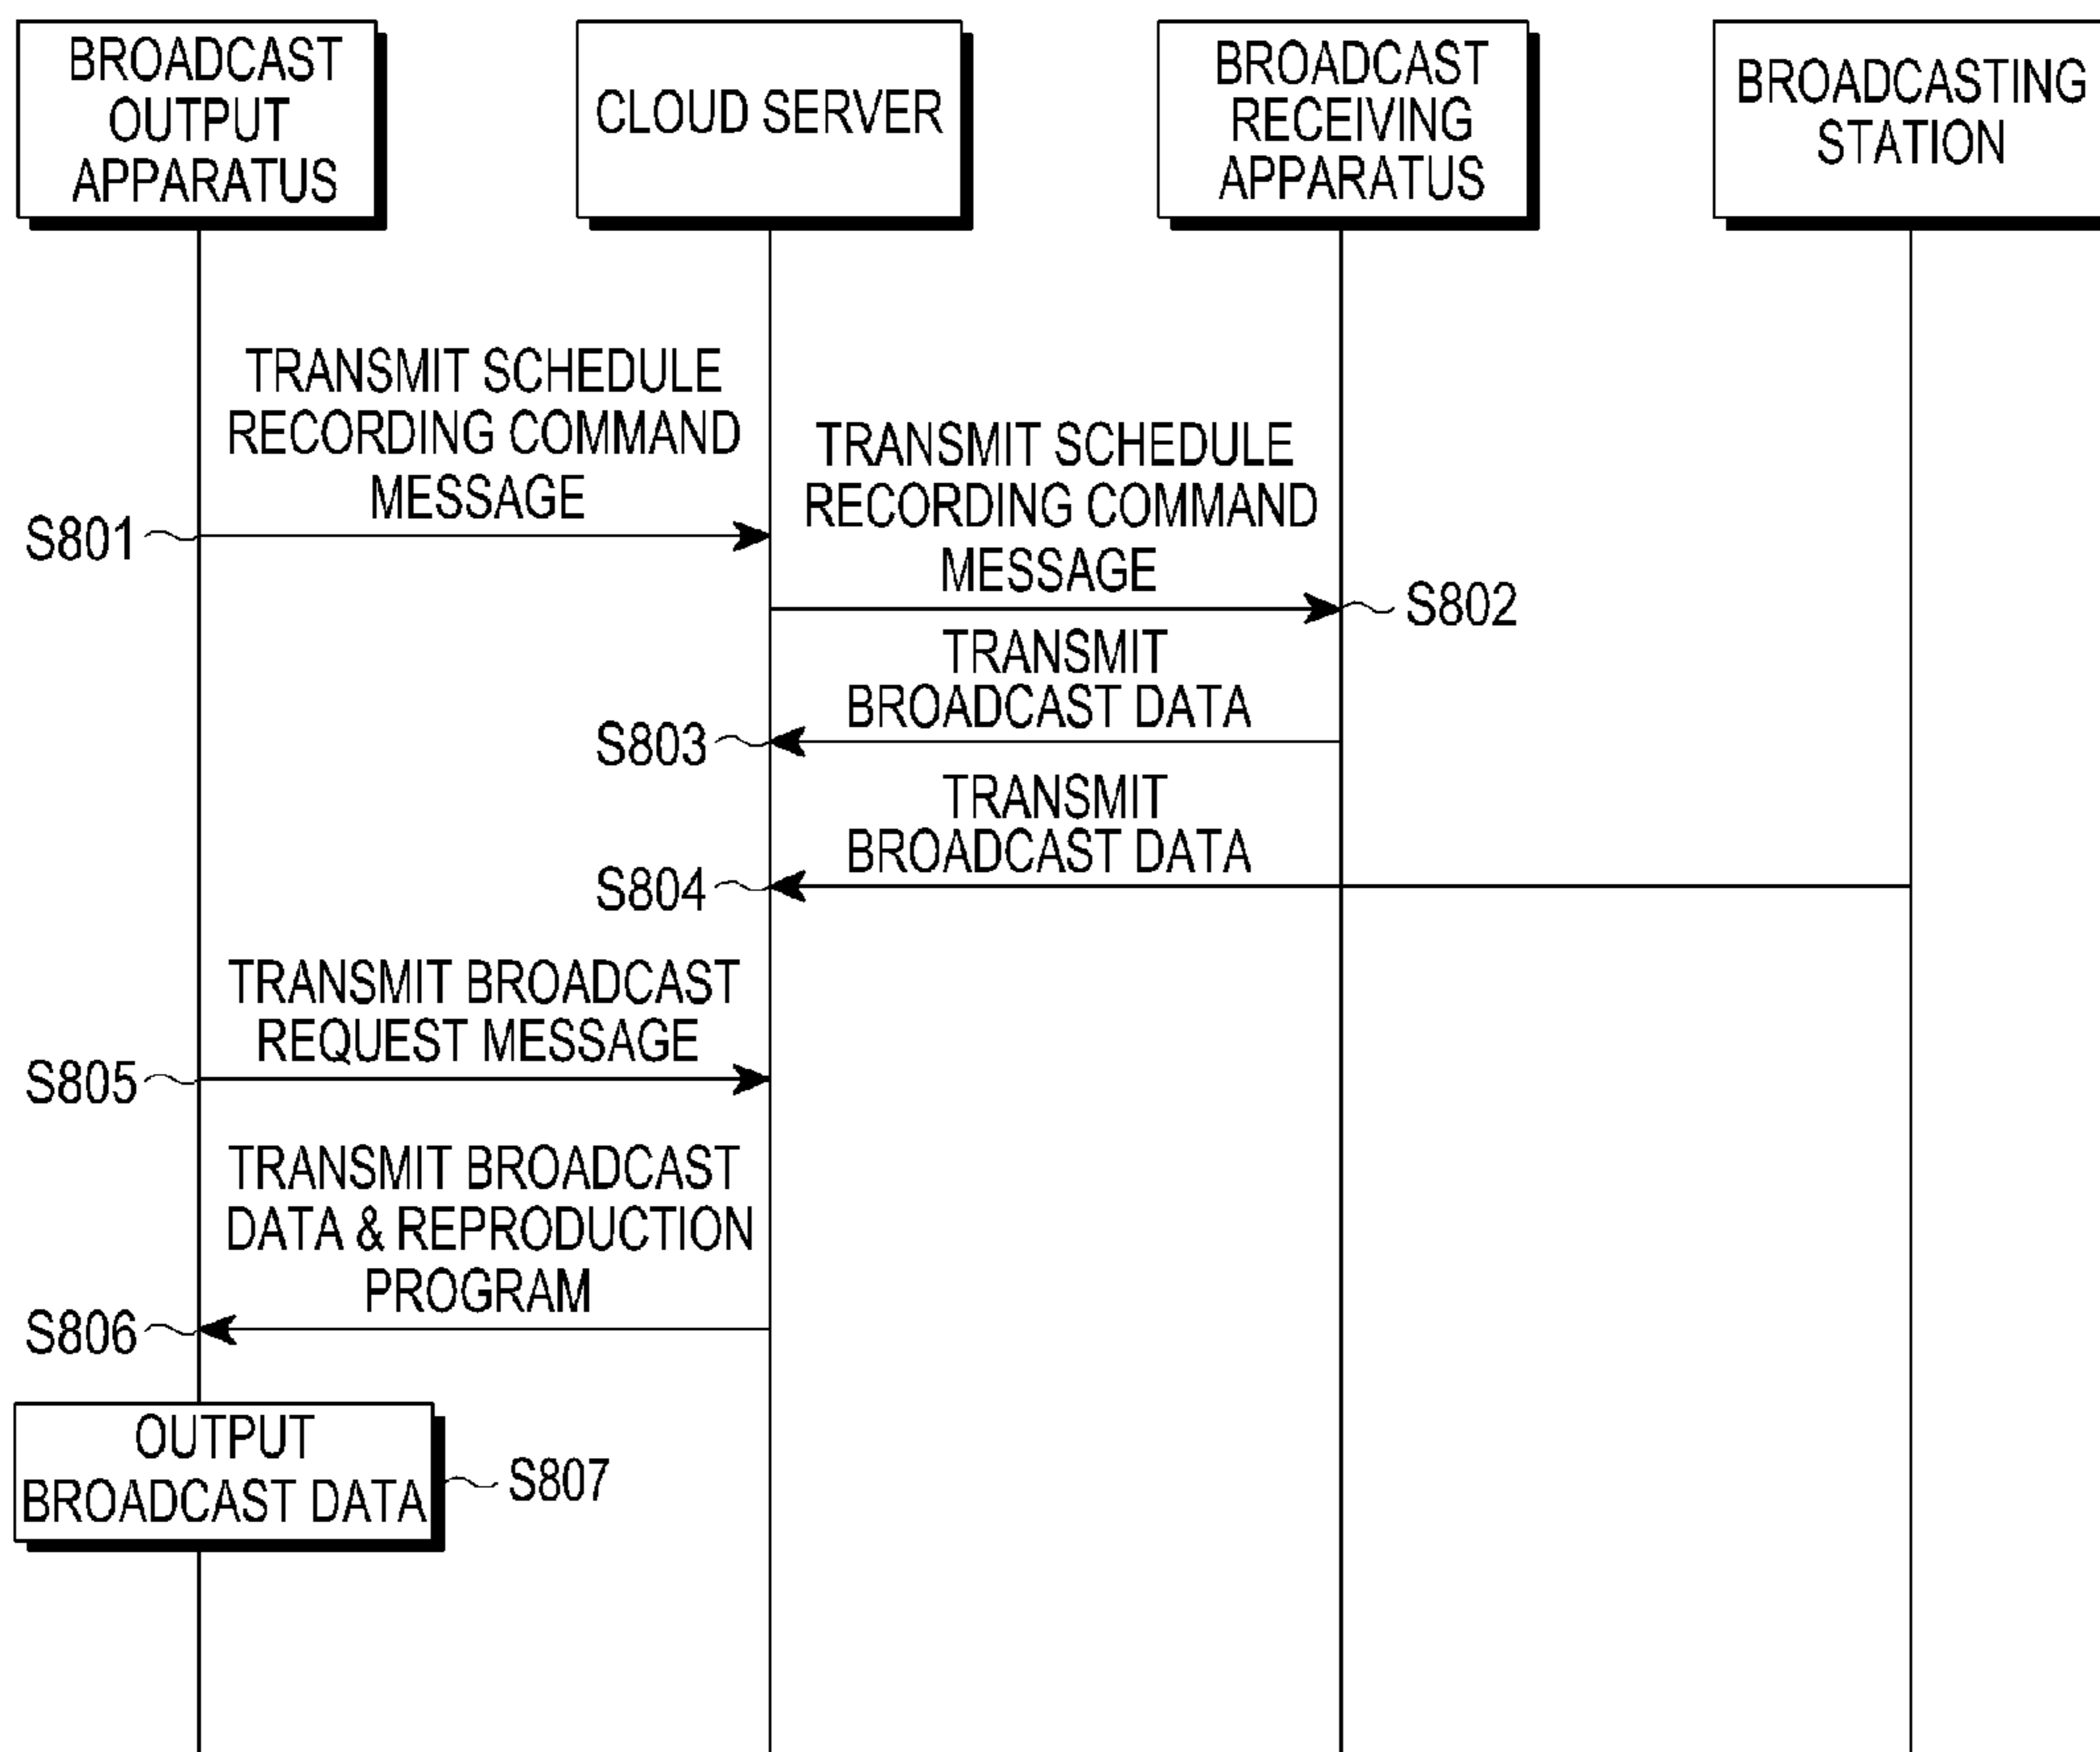 BROADCAST
OUTPUT
APPARATUS
CLOUD SERVER
BROADCAST
RECEIVING
APPARATUS
BROADCASTING
STATION
TRANSMIT SCHEDULE
RECORDING COMMAND
MESSAGE
S801
TRANSMIT SCHEDULE
RECORDING COMMAND
MESSAGE
S802
TRANSMIT
BROADCAST DATA
S803
TRANSMIT
BROADCAST DATA
S804
TRANSMIT BROADCAST
REQUEST MESSAGE
S805
TRANSMIT BROADCAST
DATA & REPRODUCTION
PROGRAM
S806
OUTPUT
BROADCAST DATA
S807